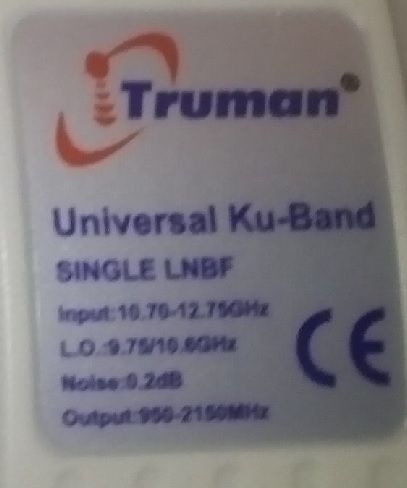 Truman®
Universal Ku-Band
SINGLE LNBF
Input:10.70-12.75GHz
L.O.:9.75/10.6GHz
Noise:0.2dB
Output:950-2150MHz
CE